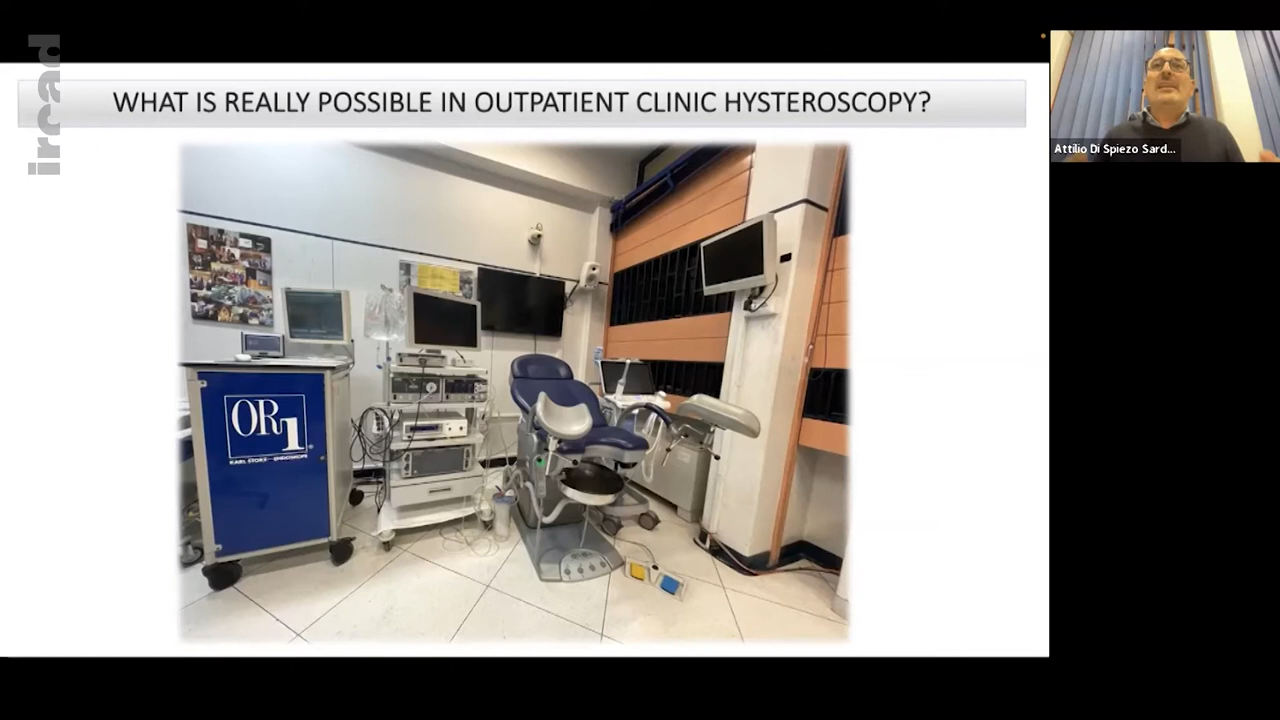 ircad
WHAT IS REALLY POSSIBLE IN OUTPATIENT CLINIC HYSTEROSCOPY?
Attilio Di Spiezo Sard...
OR1
KARL STORZ—ENDOSKOPE